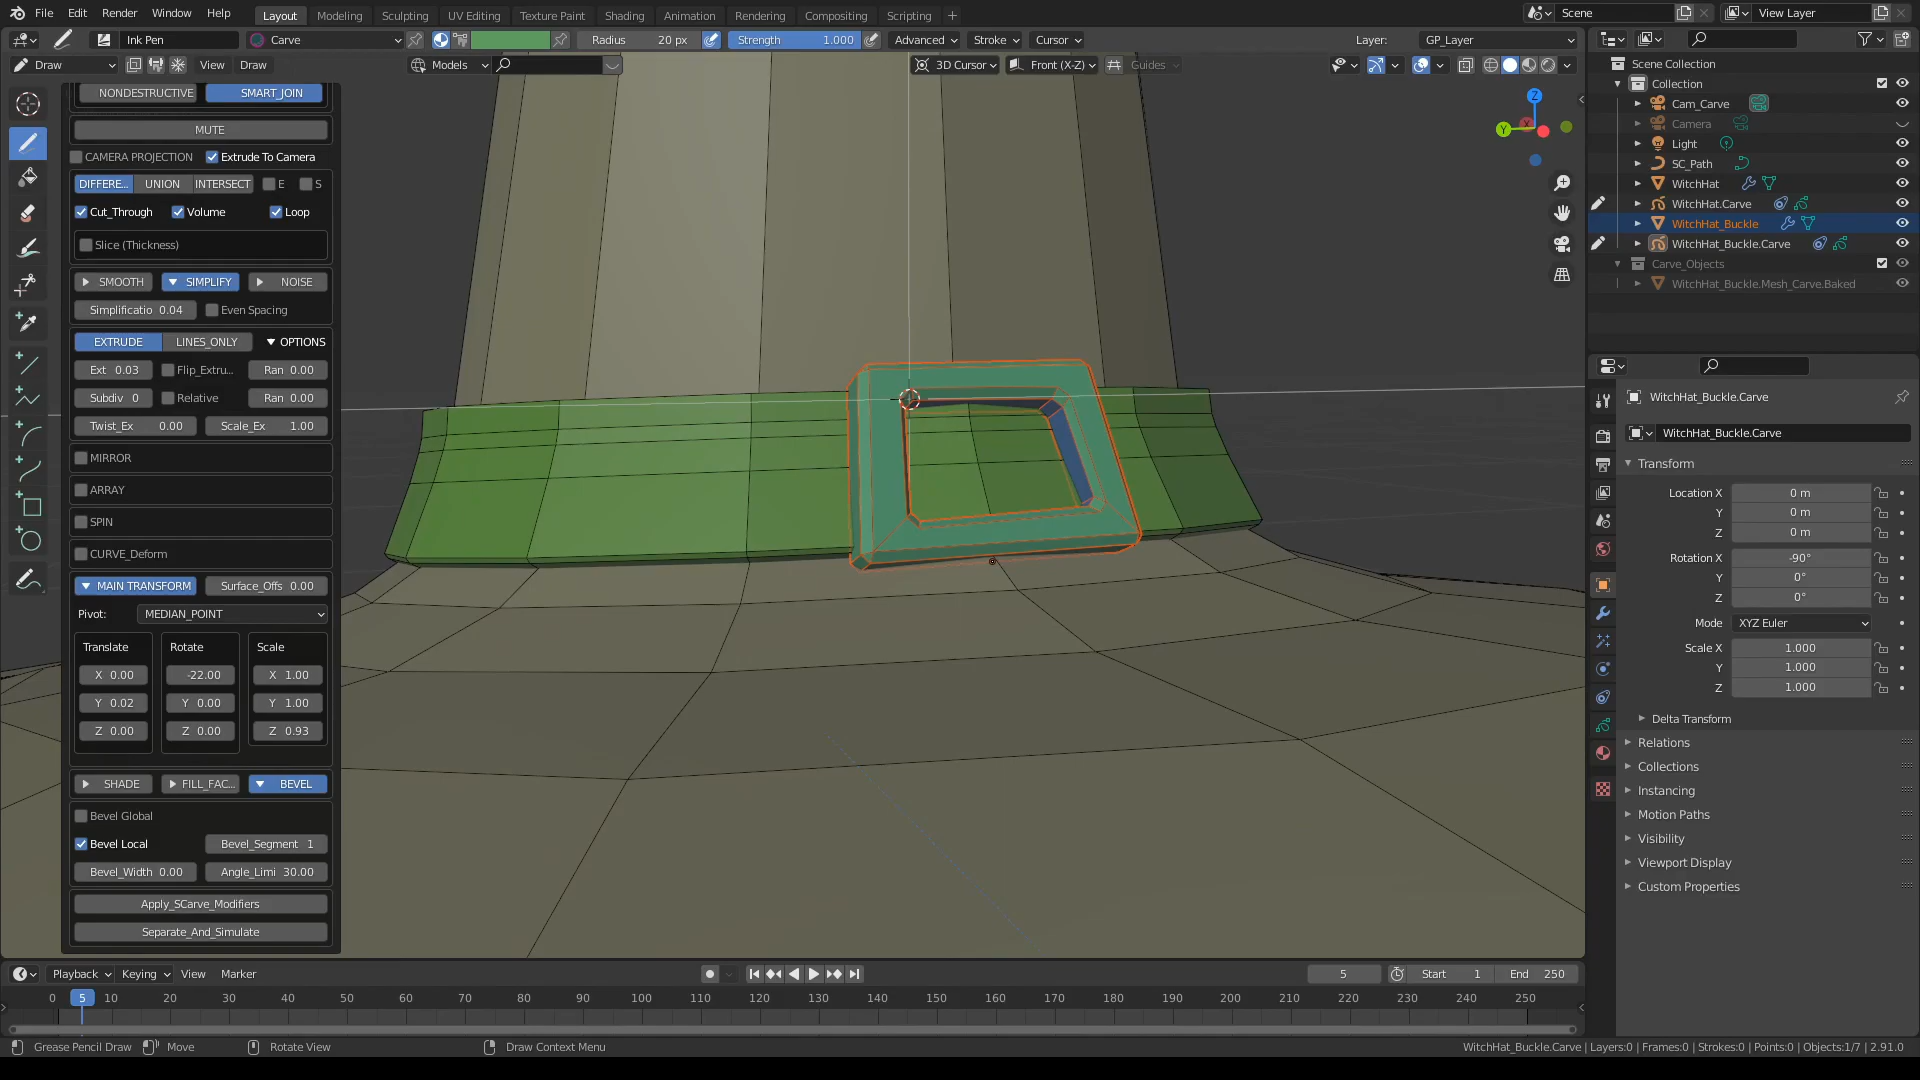 File Edit Render Window Help Layout Modeling Sculpting UV Editing Texture Paint Shading Animation Rendering Compositing Scripting Scene View Layer
Ink Pen Carve Radius 20 px Strength 1.000 Advanced Stroke Cursor Layer: GP_Layer
Draw View Draw Models 3D Cursor Front (X-Z) Guides
NONDESTRUCTIVE SMART_JOIN
MUTE
CAMERA PROJECTION Extrude To Camera
DIFFERE... UNION INTERSECT E S
Cut_Through Volume Loop
Slice (Thickness)
SMOOTH SIMPLIFY NOISE
Simplificatio 0.04 Even Spacing
EXTRUDE LINES_ONLY OPTIONS
Ext 0.03 Flip_Extru... Ran 0.00
Subdiv 0 Relative Ran 0.00
Twist_Ex 0.00 Scale_Ex 1.00
MIRROR
ARRAY
SPIN
CURVE_Deform
MAIN TRANSFORM Surface_Offs 0.00
Pivot: MEDIAN_POINT
Translate Rotate Scale
X 0.00 -22.00 X 1.00
Y 0.02 Y 0.00 Y 1.00
Z 0.00 Z 0.00 Z 0.93
SHADE FILL_FAC... BEVEL
Bevel Global
Bevel Local Bevel_Segment 1
Bevel_Width 0.00 Angle_Limi 30.00
Apply_SCarve_Modifiers
Separate_And_Simulate
Z
Y
X
Scene Collection
Collection
Cam_Carve
Camera
Light
SC_Path
WitchHat
WitchHat.Carve
WitchHat_Buckle
WitchHat_Buckle.Carve
Carve_Objects
WitchHat_Buckle.Mesh_Carve.Baked
WitchHat_Buckle.Carve
WitchHat_Buckle.Carve
Transform
Location X 0 m
Y 0 m
Z 0 m
Rotation X -90°
Y 0°
Z 0°
Mode XYZ Euler
Scale X 1.000
Y 1.000
Z 1.000
Delta Transform
Relations
Collections
Instancing
Motion Paths
Visibility
Viewport Display
Custom Properties
Playback Keying View Marker 5 Start 1 End 250
0 5 10 20 30 40 50 60 70 80 90 100 110 120 130 140 150 160 170 180 190 200 210 220 230 240 250
Grease Pencil Draw Move Rotate View Draw Context Menu WitchHat_Buckle.Carve | Layers:0 | Frames:0 | Strokes:0 | Points:0 | Objects:1/7 | 2.91.0